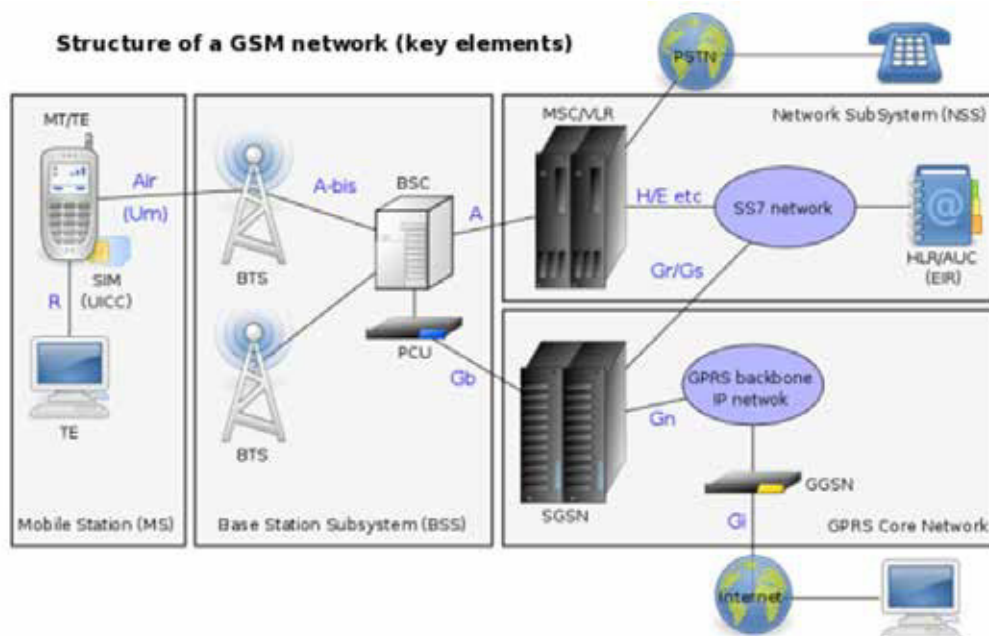 Structure of a GSM network (key elements)
PSTN
MT/TE
Air
(Um)
SIM
(UICC)
R
TE
Mobile Station (MS)
BTS
A-bis
BSC
A
PCU
Gb
BTS
Base Station Subsystem (BSS)
MSC/VLR
Network SubSystem (NSS)
H/E etc
SS7 network
HLR/AUC
(EIR)
Gr/Gs
SGSN
Gn
GPRS backbone
IP netwok
GGSN
Gi
GPRS Core Network
Internet